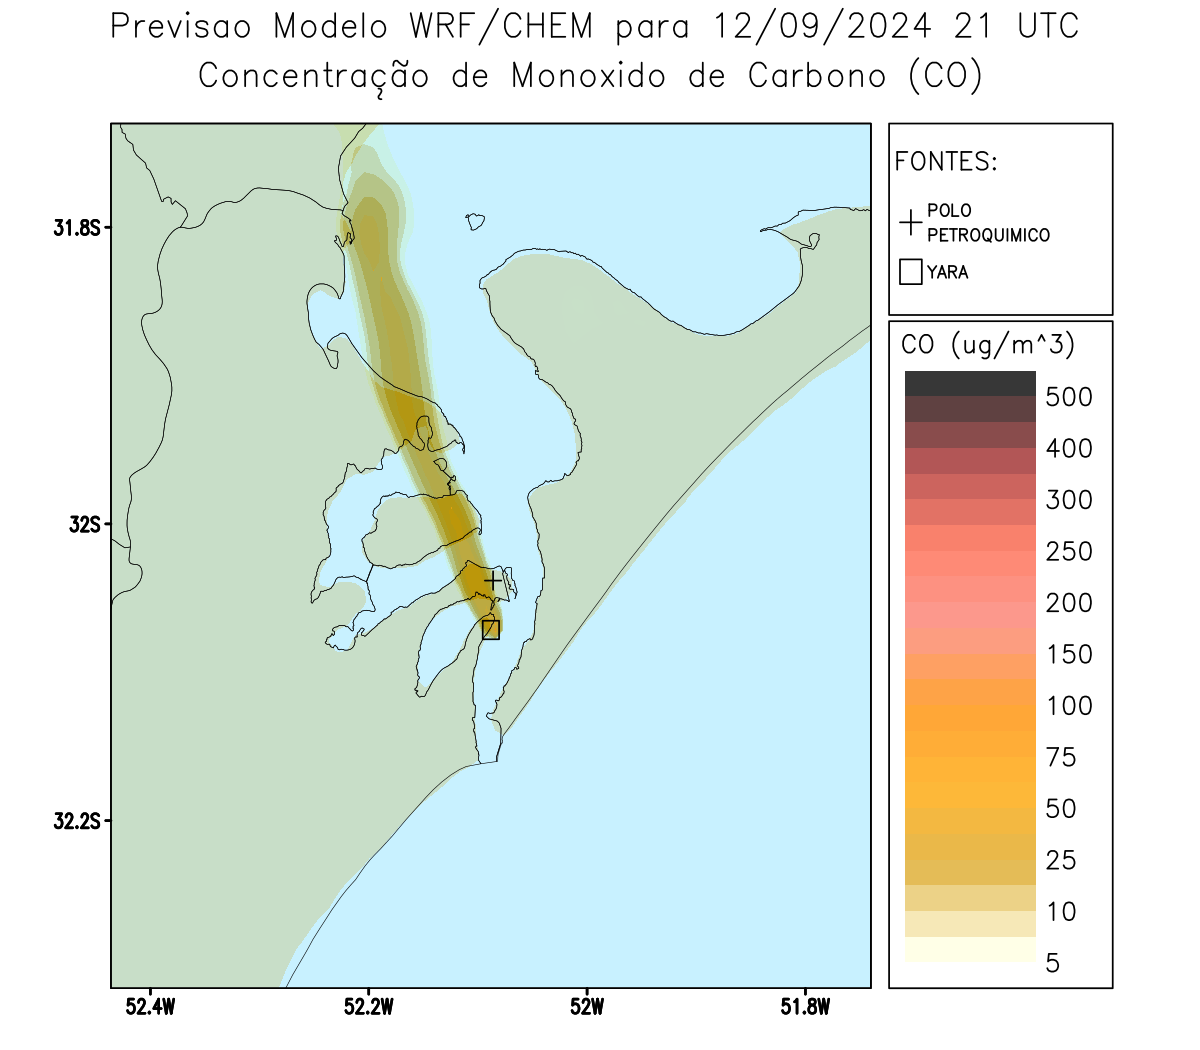 Previsao Modelo WRF/CHEM para 12/09/2024 21 UTC
Concentração de Monoxido de Carbono (CO)
FONTES:
POLO
PETROQUIMICO
YARA
CO (ug/m^3)
500
400
300
250
200
150
100
75
50
25
10
5
31.8S
32S
32.2S
52.4W
52.2W
52W
51.8W